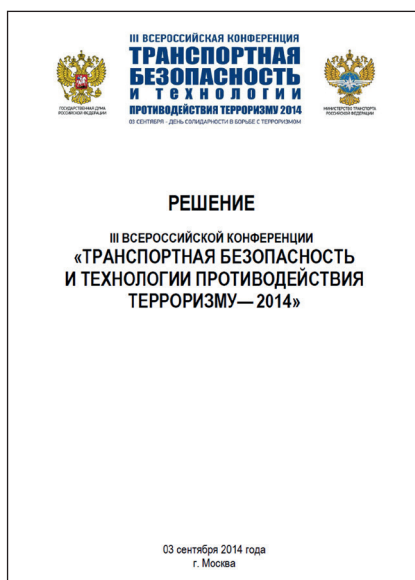 III ВСЕРОССИЙСКАЯ КОНФЕРЕНЦИЯ
ТРАНСПОРТНАЯ
БЕЗОПАСНОСТЬ
И ТЕХНОЛОГИИ
ПРОТИВОДЕЙСТВИЯ ТЕРРОРИЗМУ 2014
03 СЕНТЯБРЯ - ДЕНЬ СОЛИДАРНОСТИ В БОРЬБЕ С ТЕРРОРИЗМОМ
ГОСУДАРСТВЕННАЯ ДУМА
РОССИЙСКОЙ ФЕДЕРАЦИИ
МИНИСТЕРСТВО ТРАНСПОРТА
РОССИЙСКОЙ ФЕДЕРАЦИИ
РЕШЕНИЕ
III ВСЕРОССИЙСКОЙ КОНФЕРЕНЦИИ
«ТРАНСПОРТНАЯ БЕЗОПАСНОСТЬ
И ТЕХНОЛОГИИ ПРОТИВОДЕЙСТВИЯ
ТЕРРОРИЗМУ— 2014»
03 сентября 2014 года
г. Москва